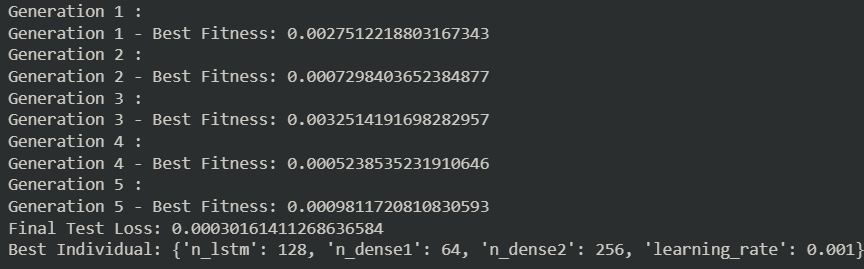 Generation 1 :
Generation 1 - Best Fitness: 0.0027512218803167343
Generation 2 :
Generation 2 - Best Fitness: 0.0007298403652384877
Generation 3 :
Generation 3 - Best Fitness: 0.0032514191698282957
Generation 4 :
Generation 4 - Best Fitness: 0.0005238535231910646
Generation 5 :
Generation 5 - Best Fitness: 0.0009811720810830593
Final Test Loss: 0.00030161411268636584
Best Individual: {'n_lstm': 128, 'n_dense1': 64, 'n_dense2': 256, 'learning_rate': 0.001}